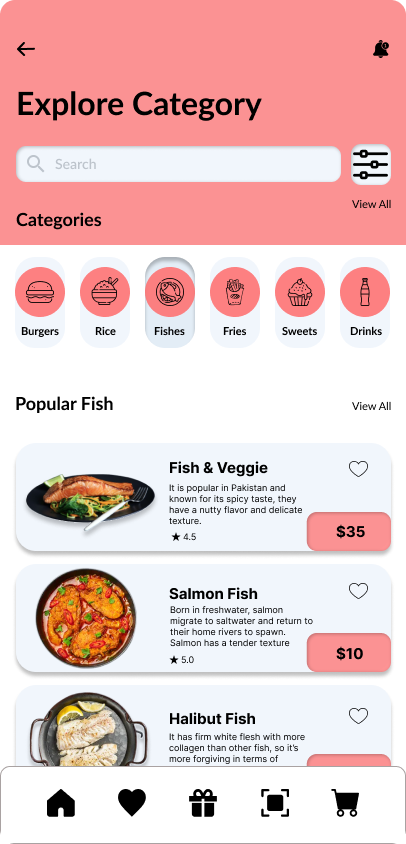 Explore Category
Search
View All
Categories
Burgers
Rice
Fishes
Fries
Sweets
Drinks
Popular Fish
View All
Fish & Veggie
It is popular in Pakistan and
known for its spicy taste, they
have a nutty flavor and delicate
texture.
4.5
$35
Salmon Fish
Born in freshwater, salmon
migrate to saltwater and return to
their home rivers to spawn.
Salmon has a tender texture
5.0
$10
Halibut Fish
It has firm white flesh with more
collagen than other fish, so it's
more forgiving in terms of